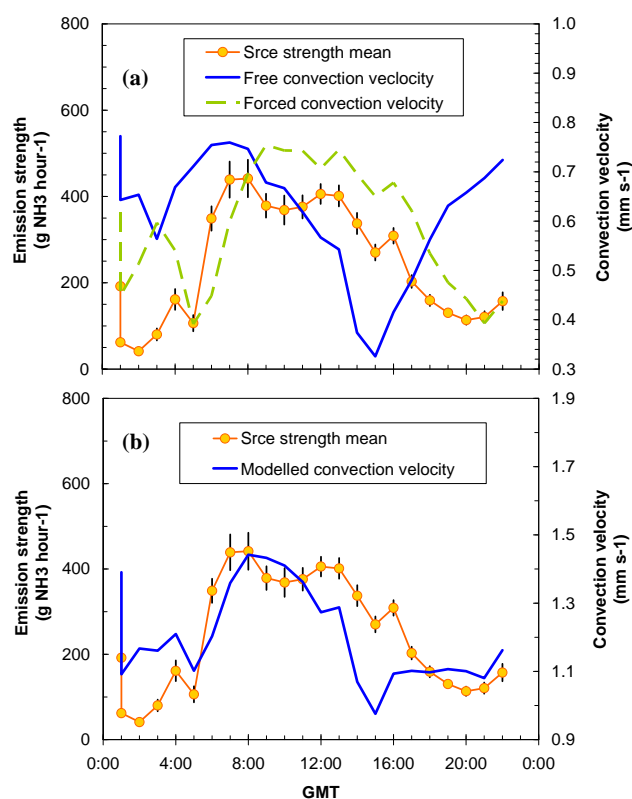 800
600
400
200
0
Emission strength
(g NH3 hour-1)
(a)
Srce strength mean
Free convection veclocity
Forced convection velocity
1.0
0.9
0.8
0.7
0.6
0.5
0.4
0.3
Convection veclocity
(mm s-1)
800
600
400
200
0
Emission strength
(g NH3 hour-1)
(b)
Srce strength mean
Modelled convection velocity
1.9
1.7
1.5
1.3
1.1
0.9
Convection velocity
(mm s-1)
0:00 4:00 8:00 12:00 16:00 20:00 0:00
GMT